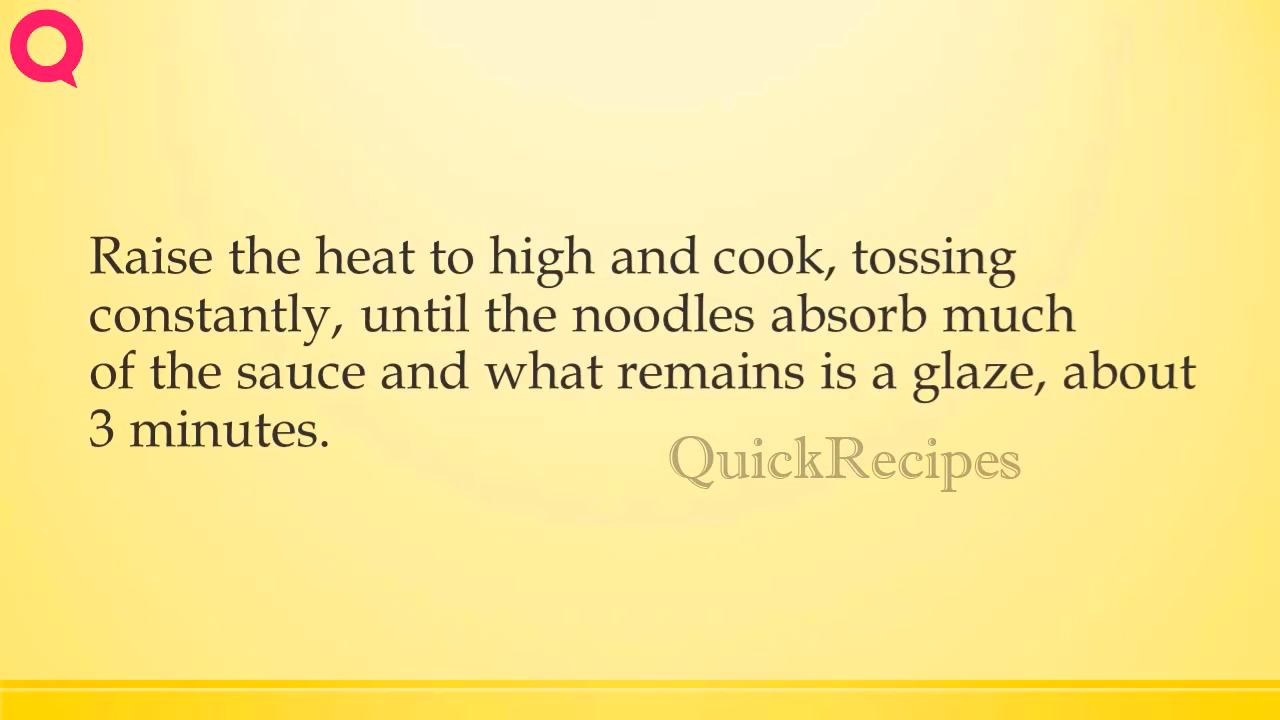 Raise the heat to high and cook, tossing
constantly, until the noodles absorb much
of the sauce and what remains is a glaze, about
3 minutes.
QuickRecipes